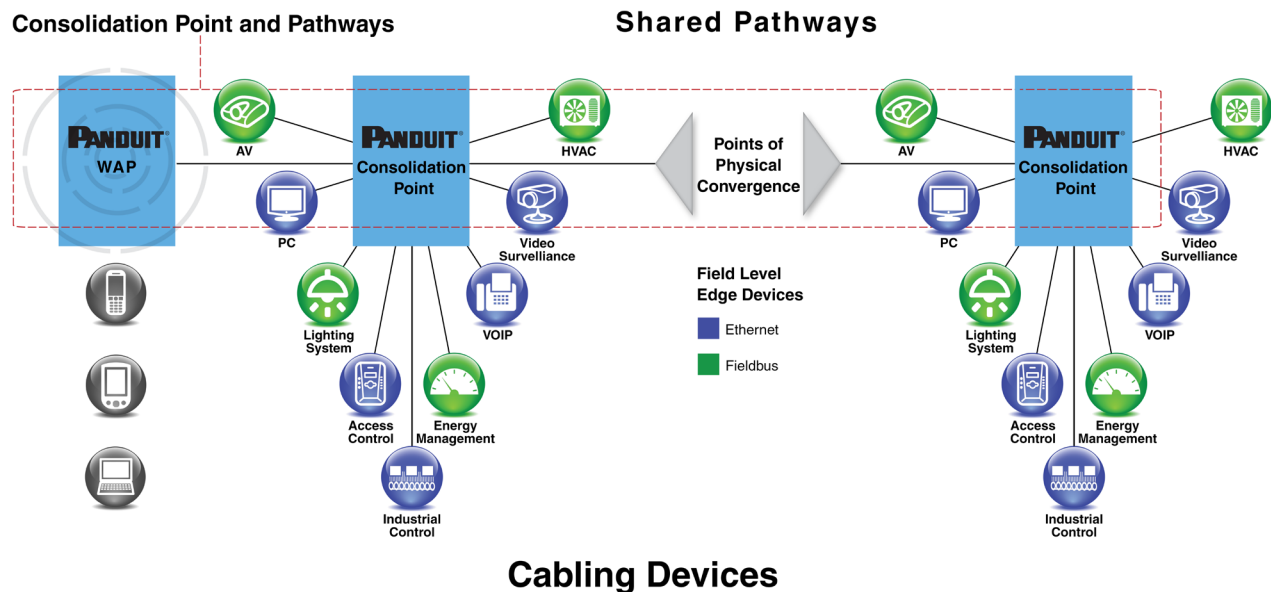 Consolidation Point and Pathways
Shared Pathways
PANDUIT®
WAP
AV
PANDUIT®
Consolidation
Point
HVAC
PC
Video
Survelliance
Lighting
System
VOIP
Access
Control
Energy
Management
Industrial
Control
Points of
Physical
Convergence
Field Level
Edge Devices
Ethernet
Fieldbus
AV
PANDUIT®
Consolidation
Point
HVAC
PC
Video
Survelliance
Lighting
System
VOIP
Access
Control
Energy
Management
Industrial
Control
Cabling Devices